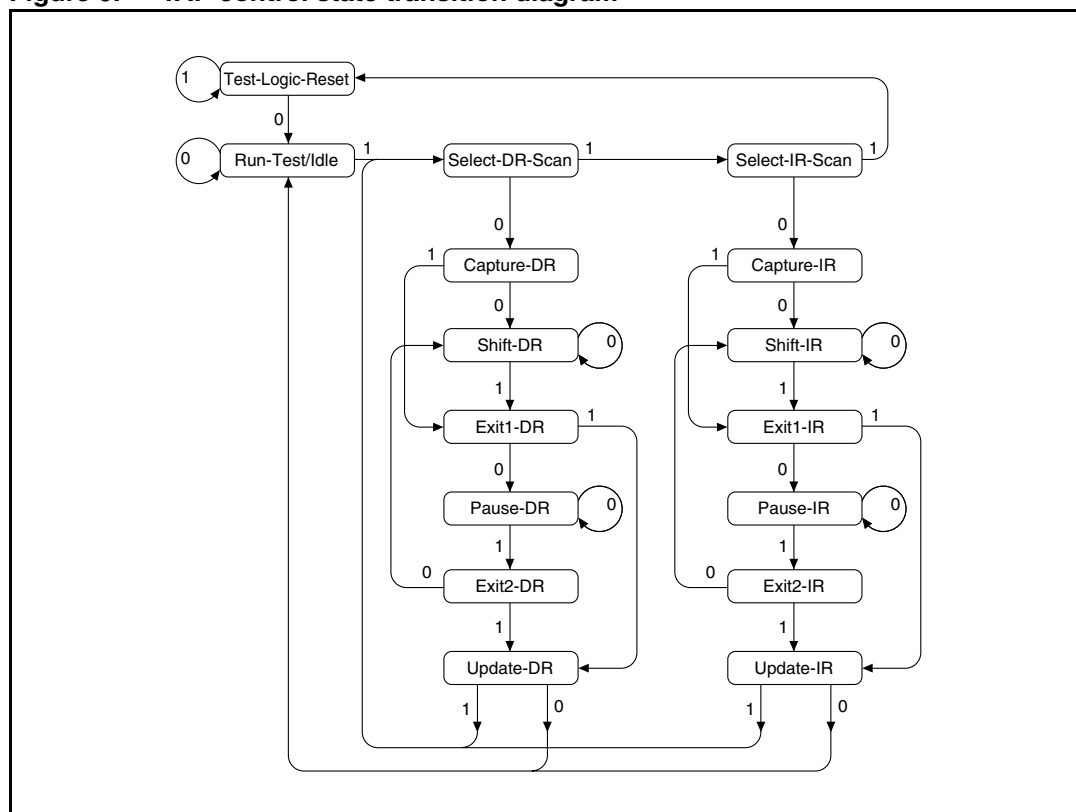 1
Test-Logic-Reset
0
0
Run-Test/Idle
1
Select-DR-Scan
1
Select-IR-Scan
1
0
0
1
Capture-DR
1
Capture-IR
0
0
Shift-DR
0
Shift-IR
0
1
1
Exit1-DR
1
Exit1-IR
1
0
0
Pause-DR
0
Pause-IR
0
1
1
0
Exit2-DR
0
Exit2-IR
1
1
Update-DR
Update-IR
1
0
1
0